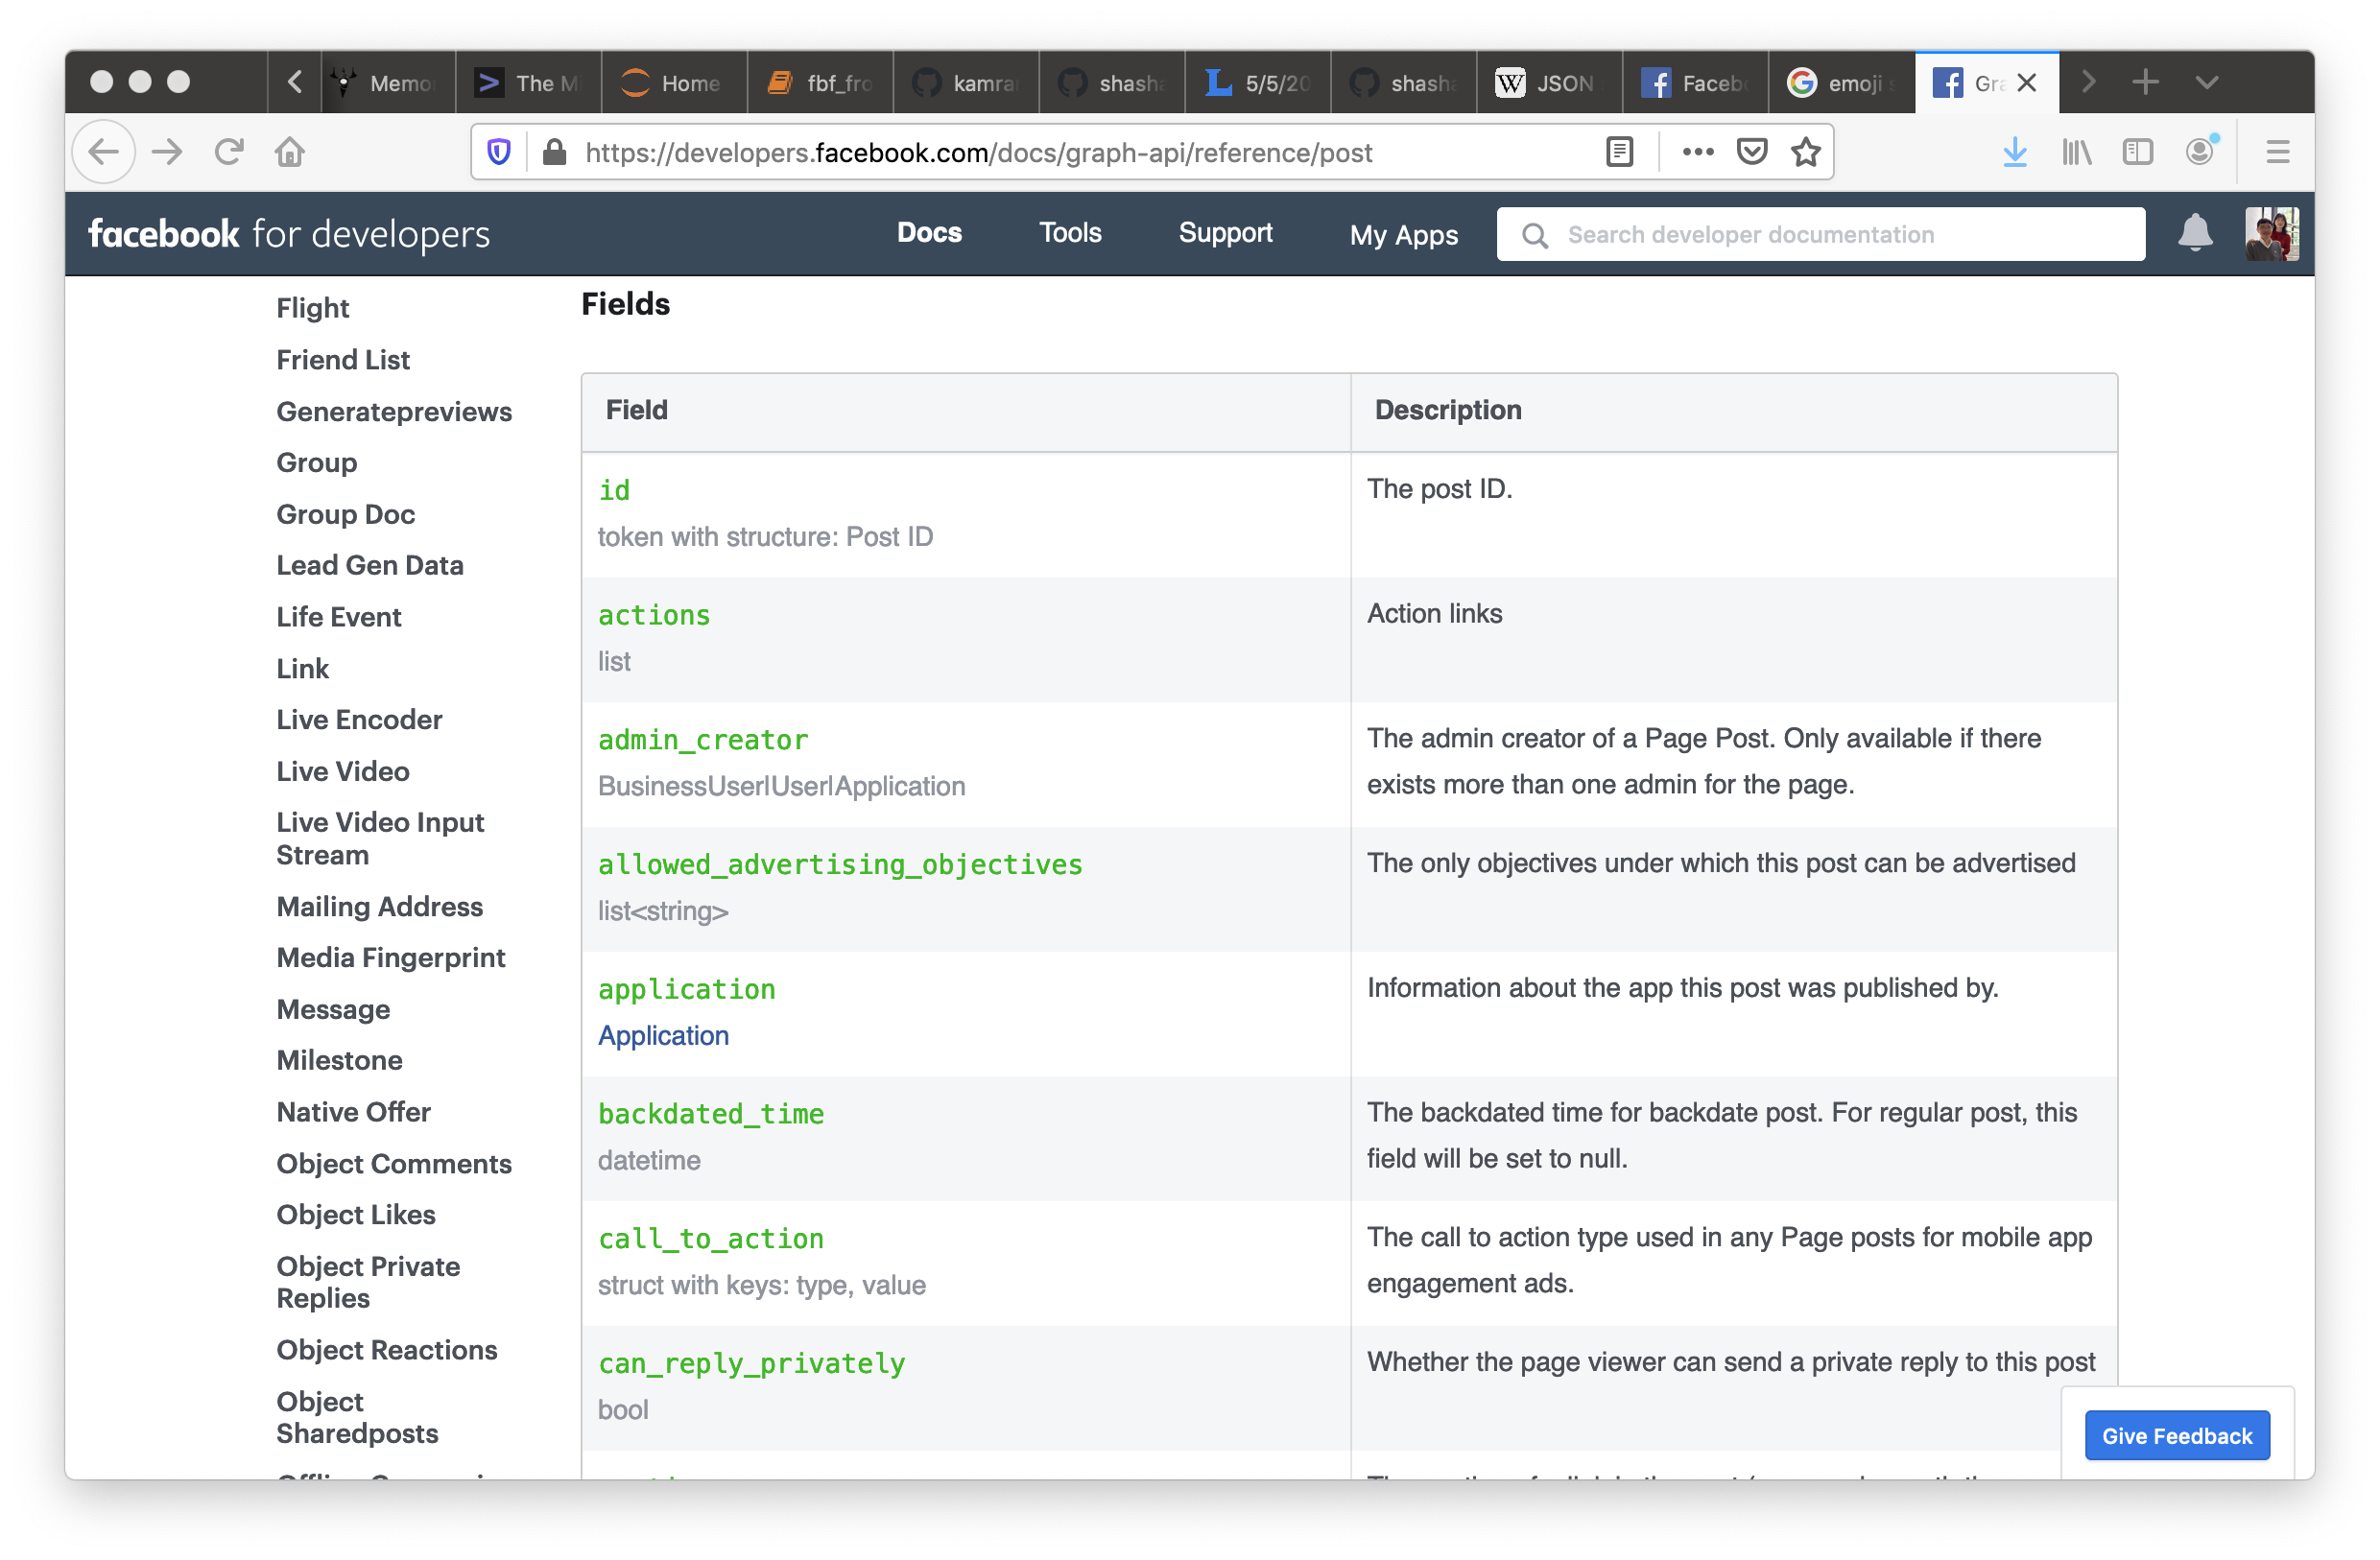 Memo
The Mi
Home
fbf_fro
kamra
shasha
5/5/20
shasha
JSON
Faceb
emoji s
Gra
https://developers.facebook.com/docs/graph-api/reference/post
facebook for developers
Docs
Tools
Support
My Apps
Search developer documentation
Flight
Friend List
Generatepreviews
Group
Group Doc
Lead Gen Data
Life Event
Link
Live Encoder
Live Video
Live Video Input
Stream
Mailing Address
Media Fingerprint
Message
Milestone
Native Offer
Object Comments
Object Likes
Object Private
Replies
Object Reactions
Object
Sharedposts
Fields
Field
Description
id
token with structure: Post ID
The post ID.
actions
list
Action links
admin_creator
BusinessUser|User|Application
The admin creator of a Page Post. Only available if there
exists more than one admin for the page.
allowed_advertising_objectives
list<string>
The only objectives under which this post can be advertised
application
Application
Information about the app this post was published by.
backdated_time
datetime
The backdated time for backdate post. For regular post, this
field will be set to null.
call_to_action
struct with keys: type, value
The call to action type used in any Page posts for mobile app
engagement ads.
can_reply_privately
bool
Whether the page viewer can send a private reply to this post
Give Feedback